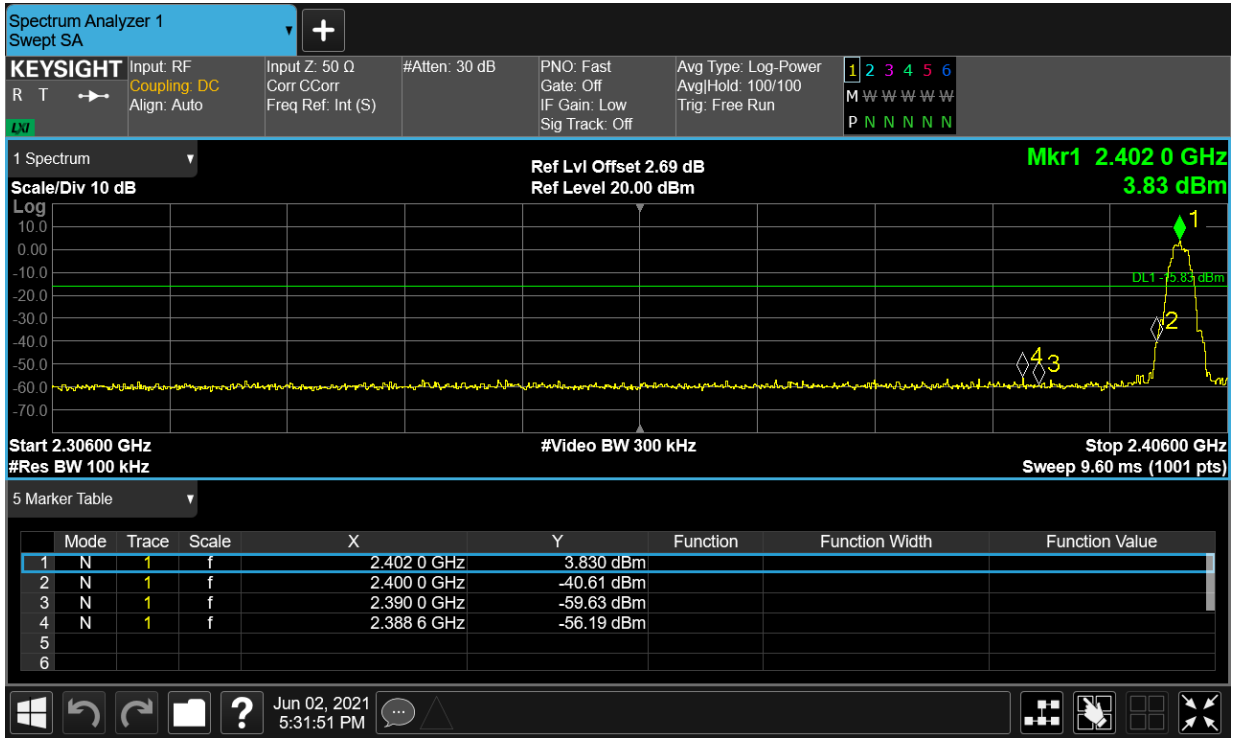 Spectrum Analyzer 1
Swept SA
KEYSIGHT
R T
LXI
Input: RF
Coupling: DC
Align: Auto
Input Z: 50 Ω
Corr CCorr
Freq Ref: Int (S)
#Atten: 30 dB
PNO: Fast
Gate: Off
IF Gain: Low
Sig Track: Off
Avg Type: Log-Power
Avg|Hold: 100/100
Trig: Free Run
1 2 3 4 5 6
M W W W W W
P N N N N N
1 Spectrum
Ref Lvl Offset 2.69 dB
Mkr1 2.402 0 GHz
Scale/Div 10 dB
Ref Level 20.00 dBm
3.83 dBm
Log
10.0
0.00
-10.0
-20.0
-30.0
-40.0
-50.0
-60.0
-70.0
1
DL1 -15.83 dBm
2
4
3
Start 2.30600 GHz
#Video BW 300 kHz
Stop 2.40600 GHz
#Res BW 100 kHz
Sweep 9.60 ms (1001 pts)
5 Marker Table
Mode Trace Scale X Y Function Function Width Function Value
1 N 1 f 2.402 0 GHz 3.830 dBm
2 N 1 f 2.400 0 GHz -40.61 dBm
3 N 1 f 2.390 0 GHz -59.63 dBm
4 N 1 f 2.388 6 GHz -56.19 dBm
5
6
?
Jun 02, 2021
5:31:51 PM